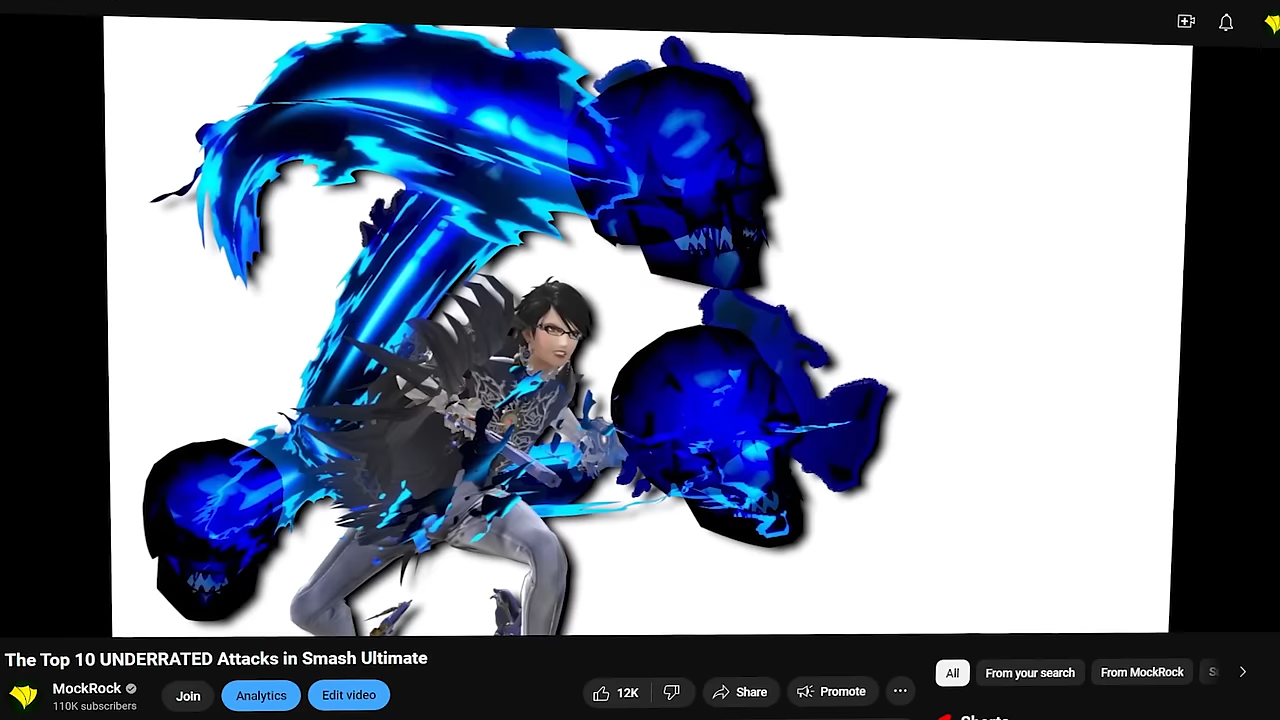 The Top 10 UNDERRATED Attacks in Smash Ultimate
MockRock
110K subscribers
Join
Analytics
Edit video
12K
Share
Promote
All
From your search
From MockRock
Shorts